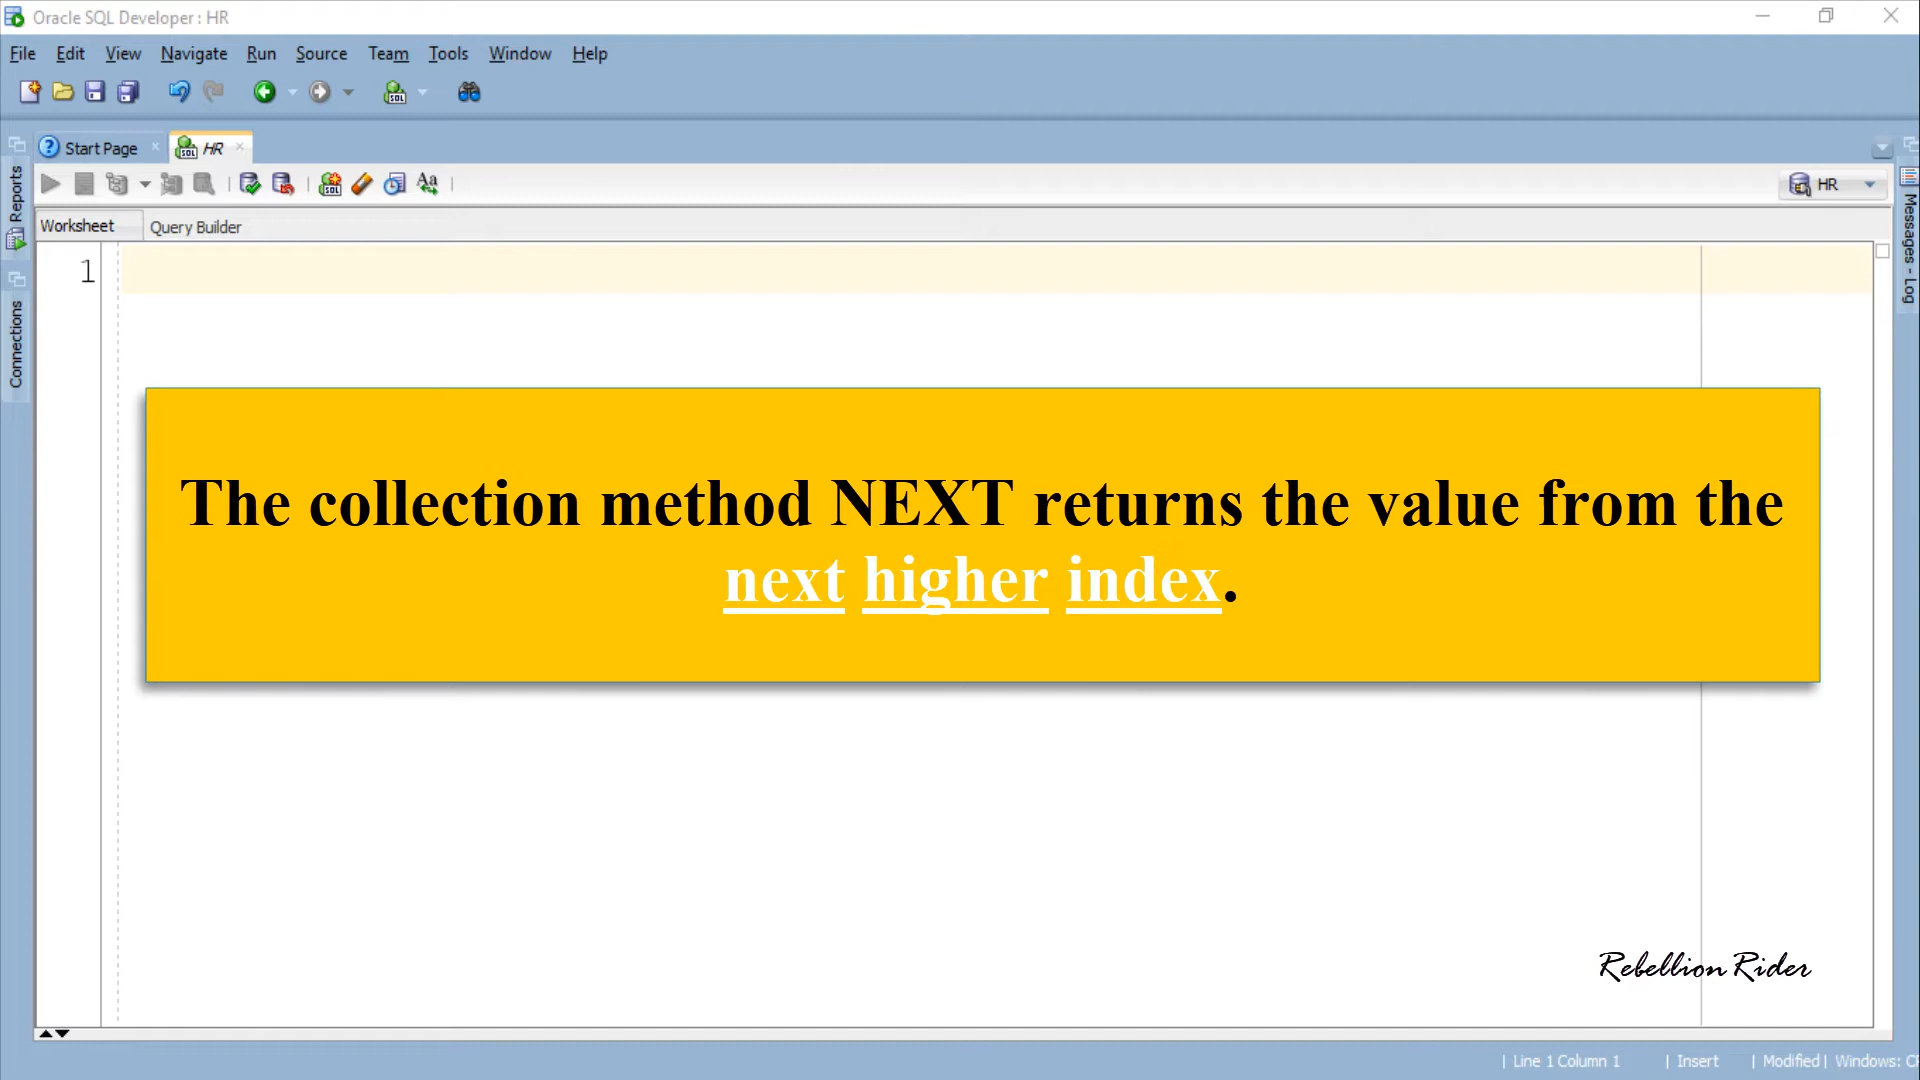 Oracle SQL Developer : HR
File Edit View Navigate Run Source Team Tools Window Help
Start Page HR
HR
Worksheet Query Builder
1
Reports
Connections
Messages - Log
The collection method NEXT returns the value from the
next higher index.
Rebellion Rider
| Line 1 Column 1 | Insert | Modified | Windows: C